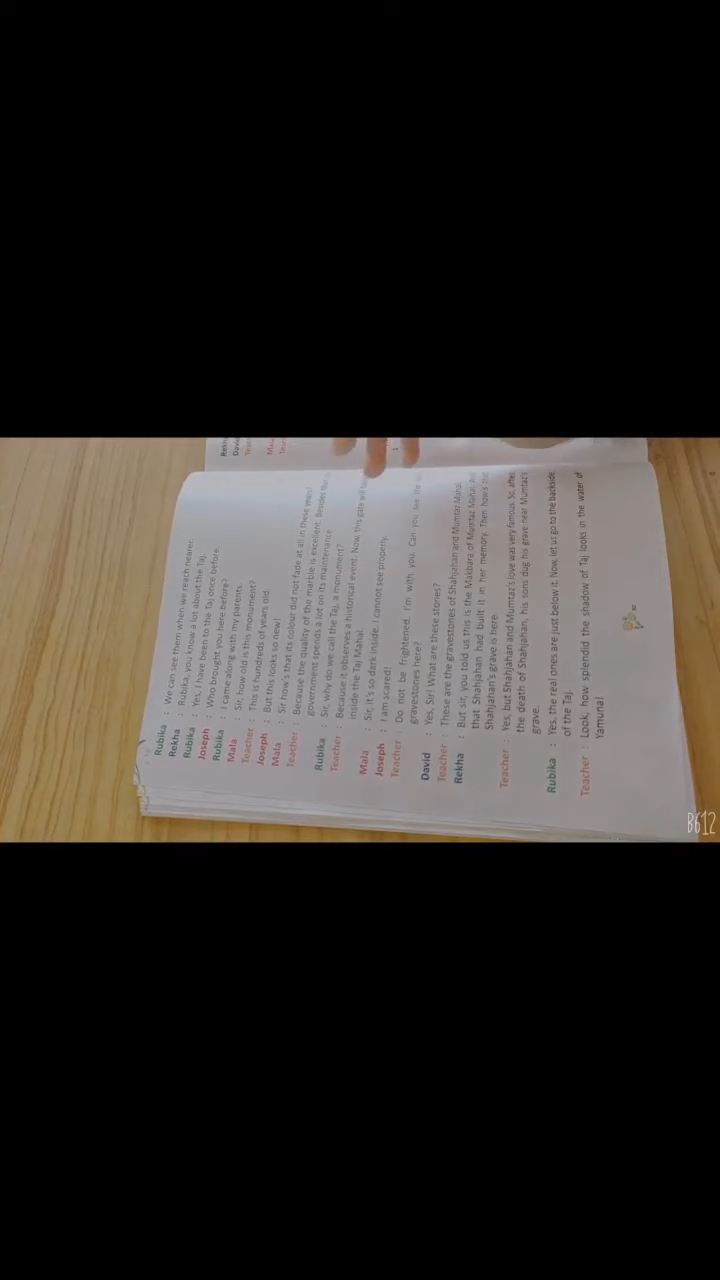 Rubika : We can see them when we reach nearer.
Rekha : Rubika, you know a lot about the Taj.
Rubika : Yes, I have been to the Taj once before.
Joseph : Who brought you here before?
Rubika : I came along with my parents.
Mala : Sir, how old is this monument?
Teacher : This is hundreds of years old.
Joseph : But this looks so new!
Mala : Sir how's that its colour did not fade at all in these years?
Teacher : Because the quality of the marble is excellent. Besides
government spends a lot on its maintenance.
Rubika : Sir, why do we call the Taj, a monument?
Teacher : Because it observes a historical event. Now, this gate will
inside the Taj Mahal.
Mala : Sir, it's so dark inside. I cannot see properly.
Joseph : I am scared!
Teacher : Do not be frightened. I'm with you. Can you see the
gravestones here?
David : Yes, Sir! What are these stories?
Teacher : These are the gravestones of Shahjahan and Mumtaz Mahal.
Rekha : But sir, you told us this is the Makbara of Mumtaz Mahal.
that Shahjahan had built it in her memory. Then how's that
Shahjahan's grave is here.
Teacher : Yes, but Shahjahan and Mumtaz's love was very famous. So, after
the death of Shahjahan, his sons dug his grave near Mumtaz's
grave.
Rubika : Yes, the real ones are just below it. Now, let us go to the backside
of the Taj.
Teacher : Look, how splendid the shadow of Taj looks in the water of
Yamuna!
Rekha
David
B612